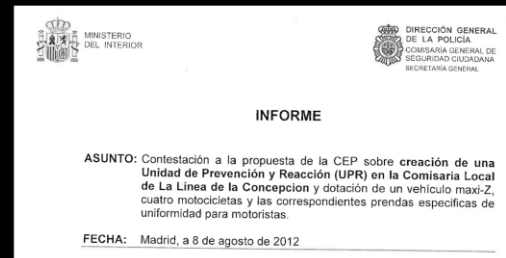 MINISTERIO
DEL INTERIOR
DIRECCIÓN GENERAL
DE LA POLICÍA
COMISARÍA GENERAL DE
SEGURIDAD CIUDADANA
SECRETARÍA GENERAL
INFORME
ASUNTO: Contestación a la propuesta de la CEP sobre creación de una
Unidad de Prevención y Reacción (UPR) en la Comisaria Local
de La Línea de la Concepcion y dotación de un vehículo maxi-Z,
cuatro motocicletas y las correspondientes prendas especificas de
uniformidad para motoristas.
FECHA: Madrid, a 8 de agosto de 2012